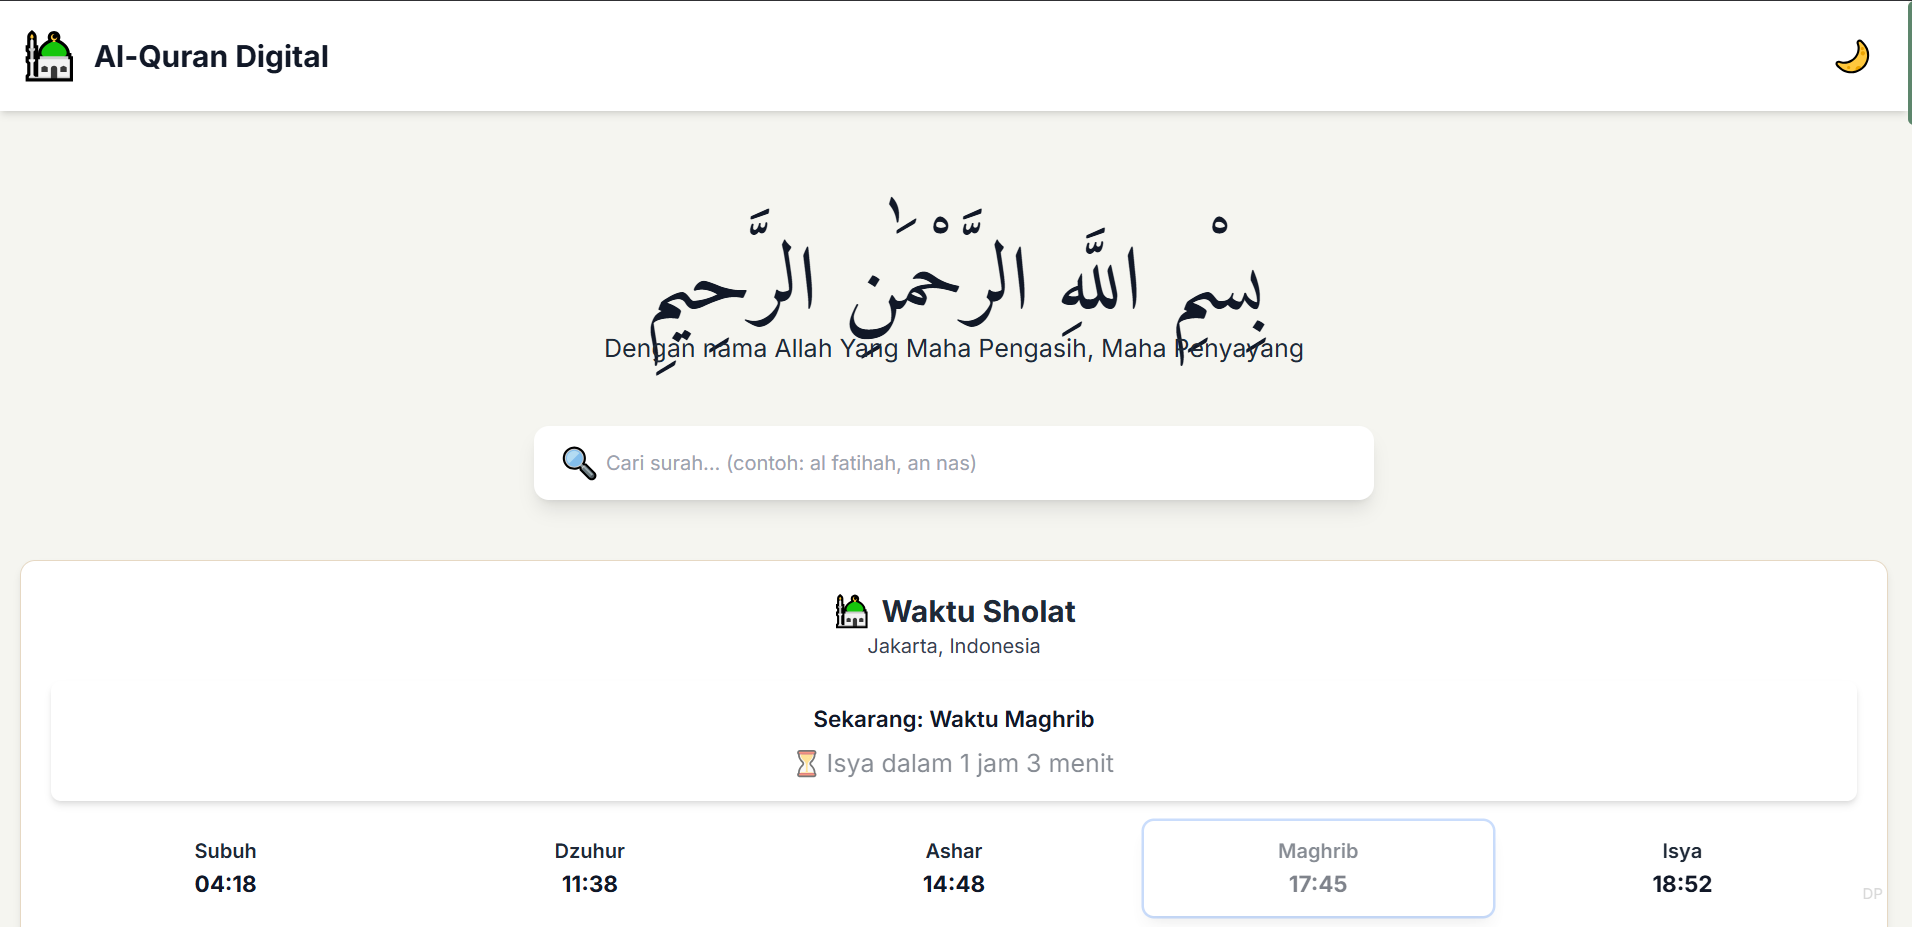 Al-Quran Digital
بِسْمِ اللَّهِ الرَّحْمَٰنِ الرَّحِيمِ
Dengan nama Allah Yang Maha Pengasih, Maha Penyayang
Cari surah... (contoh: al fatihah, an nas)
Waktu Sholat
Jakarta, Indonesia
Sekarang: Waktu Maghrib
⏳ Isya dalam 1 jam 3 menit
Subuh
04:18
Dzuhur
11:38
Ashar
14:48
Maghrib
17:45
Isya
18:52
DP